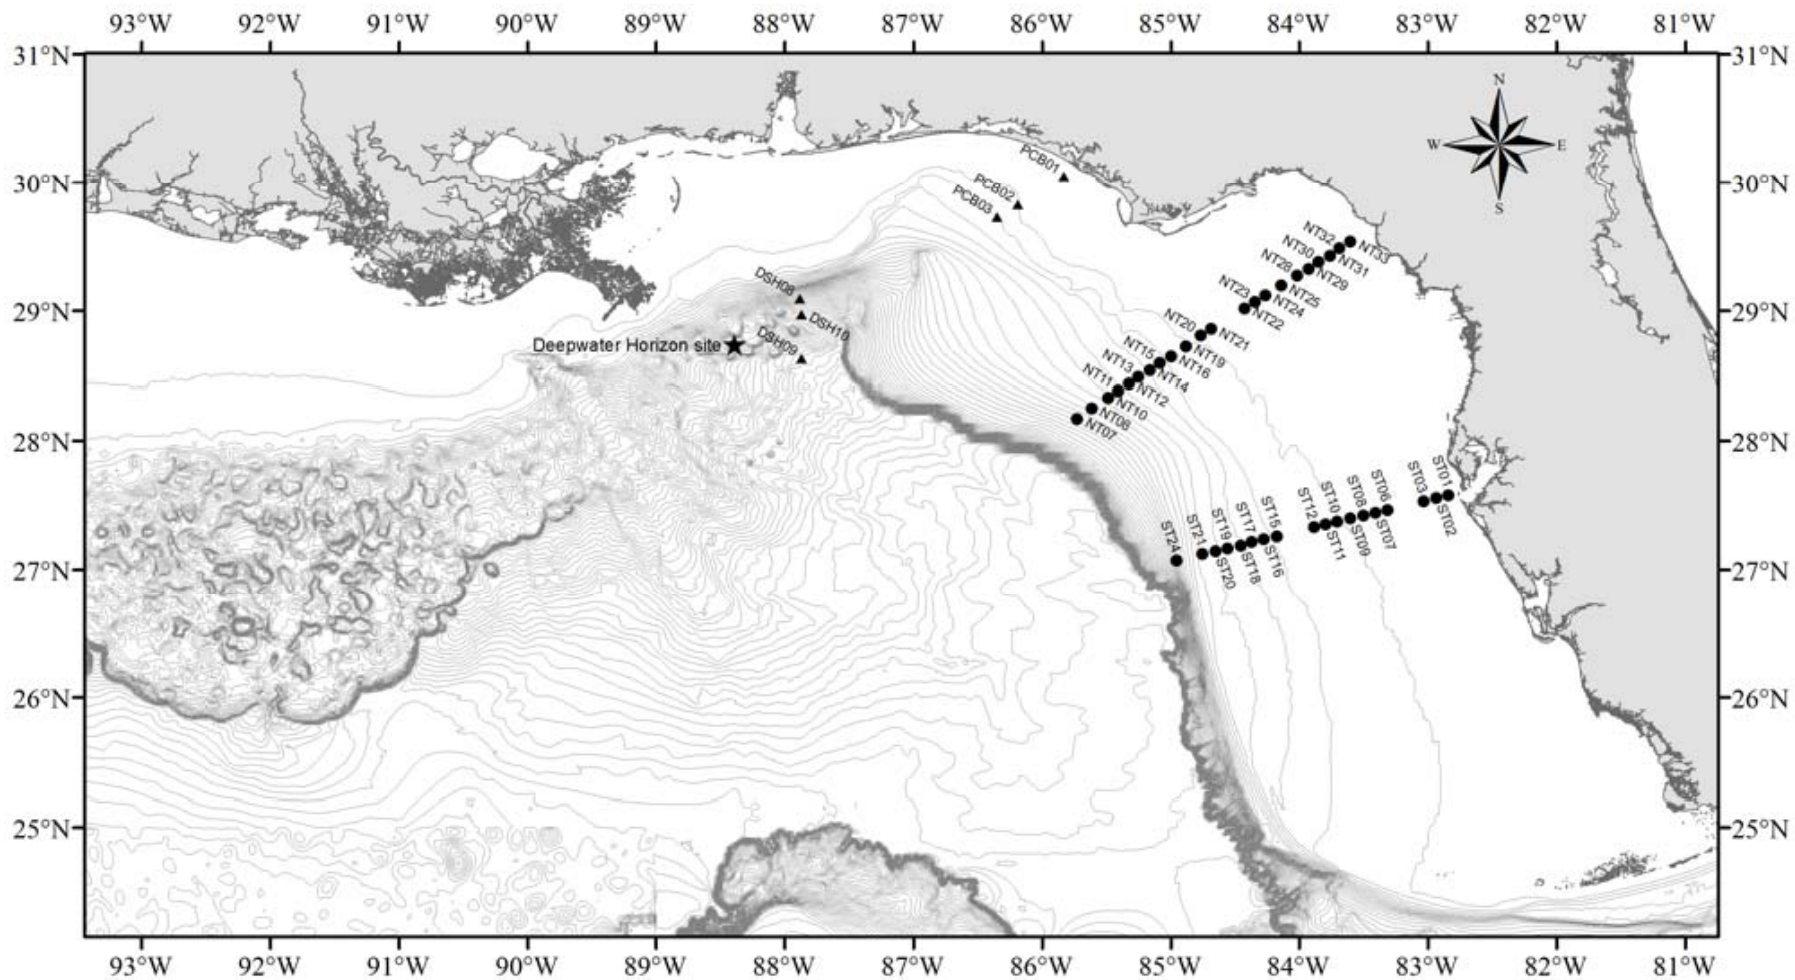 93°W 92°W 91°W 90°W 89°W 88°W 87°W 86°W 85°W 84°W 83°W 82°W 81°W
31°N 31°N
N
W E
S
30°N 30°N
PCB01
PCB02
PCB03
NT32 NT33
NT30 NT31
NT28 NT29
NT23 NT25
NT24
NT22
29°N 29°N
DSH08
DSH10
DSH09
Deepwater Horizon site
NT20 NT21
NT19
NT15 NT16
NT13 NT14
NT11 NT12
NT10
NT08
NT07
28°N 28°N
ST03 ST01
ST02
ST12 ST10 ST08 ST06
ST11 ST09 ST07
ST24 ST21 ST19 ST17 ST15
ST20 ST18 ST16
27°N 27°N
26°N 26°N
25°N 25°N
93°W 92°W 91°W 90°W 89°W 88°W 87°W 86°W 85°W 84°W 83°W 82°W 81°W